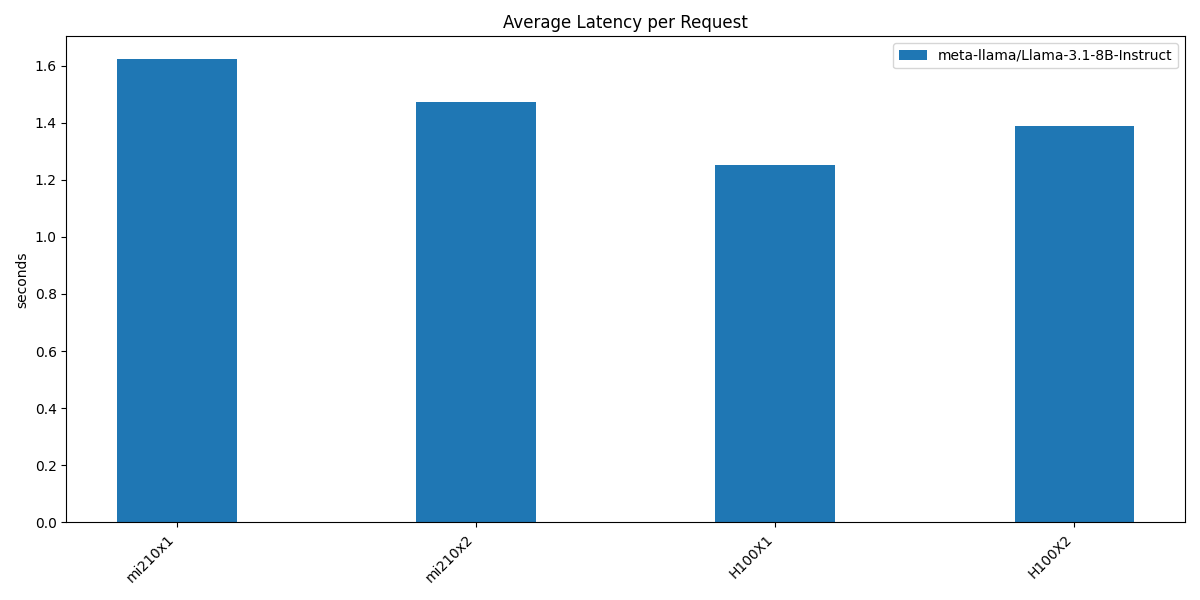 Average Latency per Request
meta-llama/Llama-3.1-8B-Instruct
seconds
1.6
1.4
1.2
1.0
0.8
0.6
0.4
0.2
0.0
mi210x1
mi210x2
H100X1
H100X2